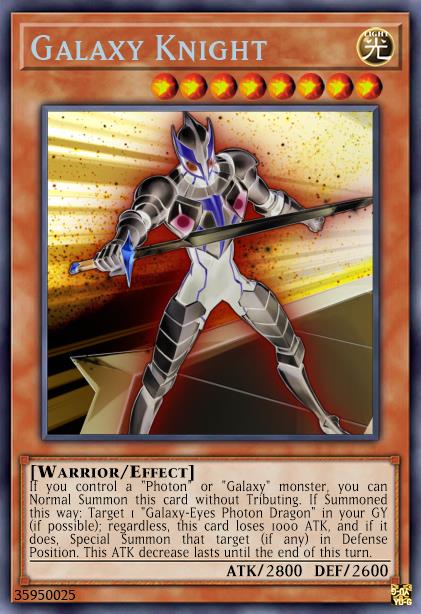 GALAXY KNIGHT
LIGHT
光
[WARRIOR/EFFECT]
If you control a "Photon" or "Galaxy" monster, you can
Normal Summon this card without Tributing. If Summoned
this way: Target 1 "Galaxy-Eyes Photon Dragon" in your GY
(if possible); regardless, this card loses 1000 ATK, and if it
does, Special Summon that target (if any) in Defense
Position. This ATK decrease lasts until the end of this turn.
ATK/2800 DEF/2600
35950025